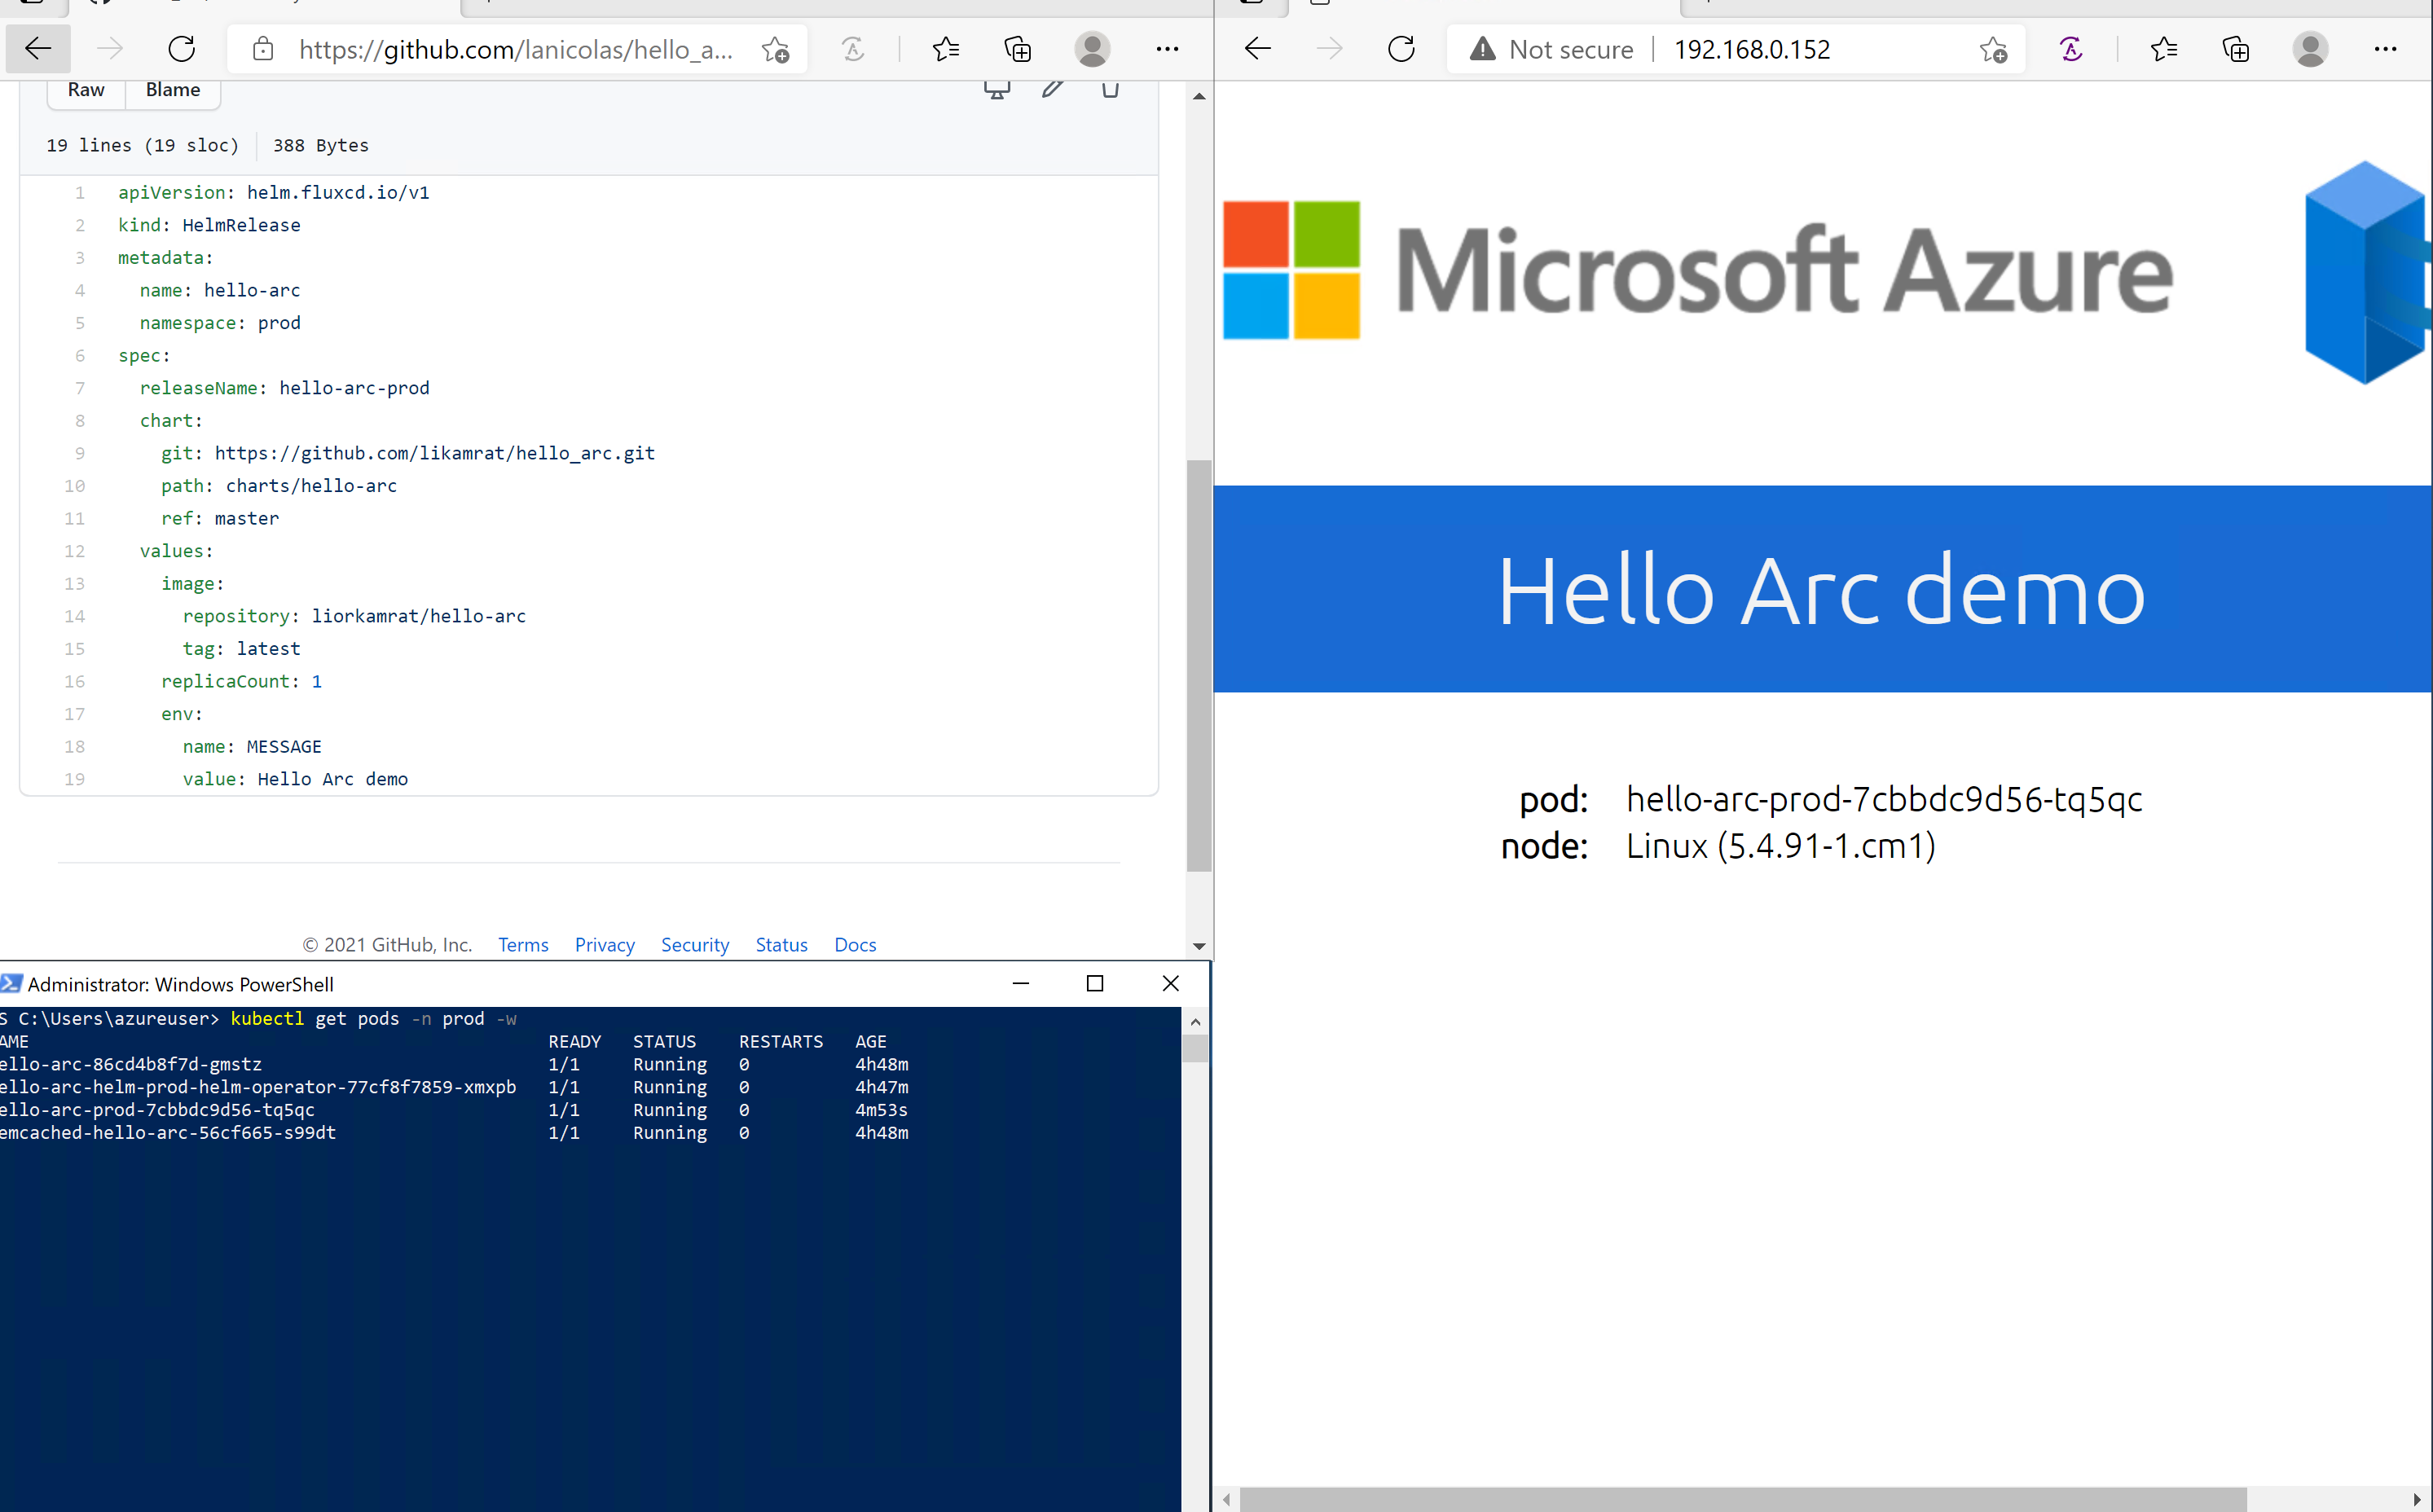 https://github.com/lanicolas/hello_a...
Raw
Blame
19 lines (19 sloc)
388 Bytes
1 apiVersion: helm.fluxcd.io/v1
2 kind: HelmRelease
3 metadata:
4 name: hello-arc
5 namespace: prod
6 spec:
7 releaseName: hello-arc-prod
8 chart:
9 git: https://github.com/likamrat/hello_arc.git
10 path: charts/hello-arc
11 ref: master
12 values:
13 image:
14 repository: liorkamrat/hello-arc
15 tag: latest
16 replicaCount: 1
17 env:
18 name: MESSAGE
19 value: Hello Arc demo
© 2021 GitHub, Inc. Terms Privacy Security Status Docs
Administrator: Windows PowerShell
S C:\Users\azureuser> kubectl get pods -n prod -w
AME READY STATUS RESTARTS AGE
ello-arc-86cd4b8f7d-gmstz 1/1 Running 0 4h48m
ello-arc-helm-prod-helm-operator-77cf8f7859-xmxpb 1/1 Running 0 4h47m
ello-arc-prod-7cbbdc9d56-tq5qc 1/1 Running 0 4m53s
emcached-hello-arc-56cf665-s99dt 1/1 Running 0 4h48m
Not secure 192.168.0.152
Microsoft Azure
Hello Arc demo
pod: hello-arc-prod-7cbbdc9d56-tq5qc
node: Linux (5.4.91-1.cm1)